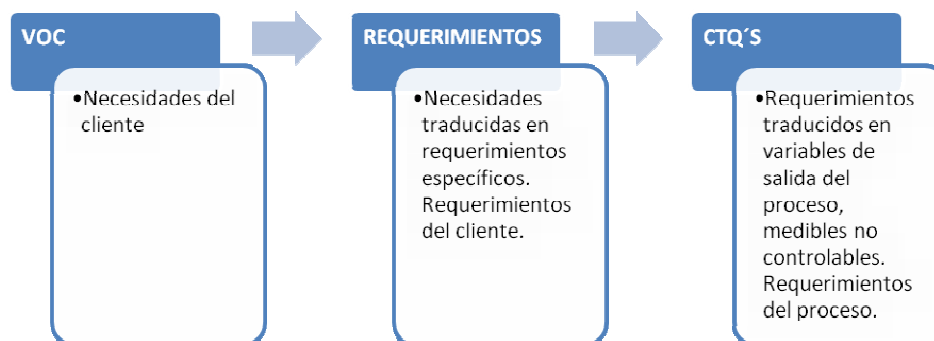 VOC
•Necesidades del
cliente
REQUERIMIENTOS
•Necesidades
traducidas en
requerimientos
específicos.
Requerimientos
del cliente.
CTQ´S
•Requerimientos
traducidos en
variables de
salida del
proceso,
medibles no
controlables.
Requerimientos
del proceso.